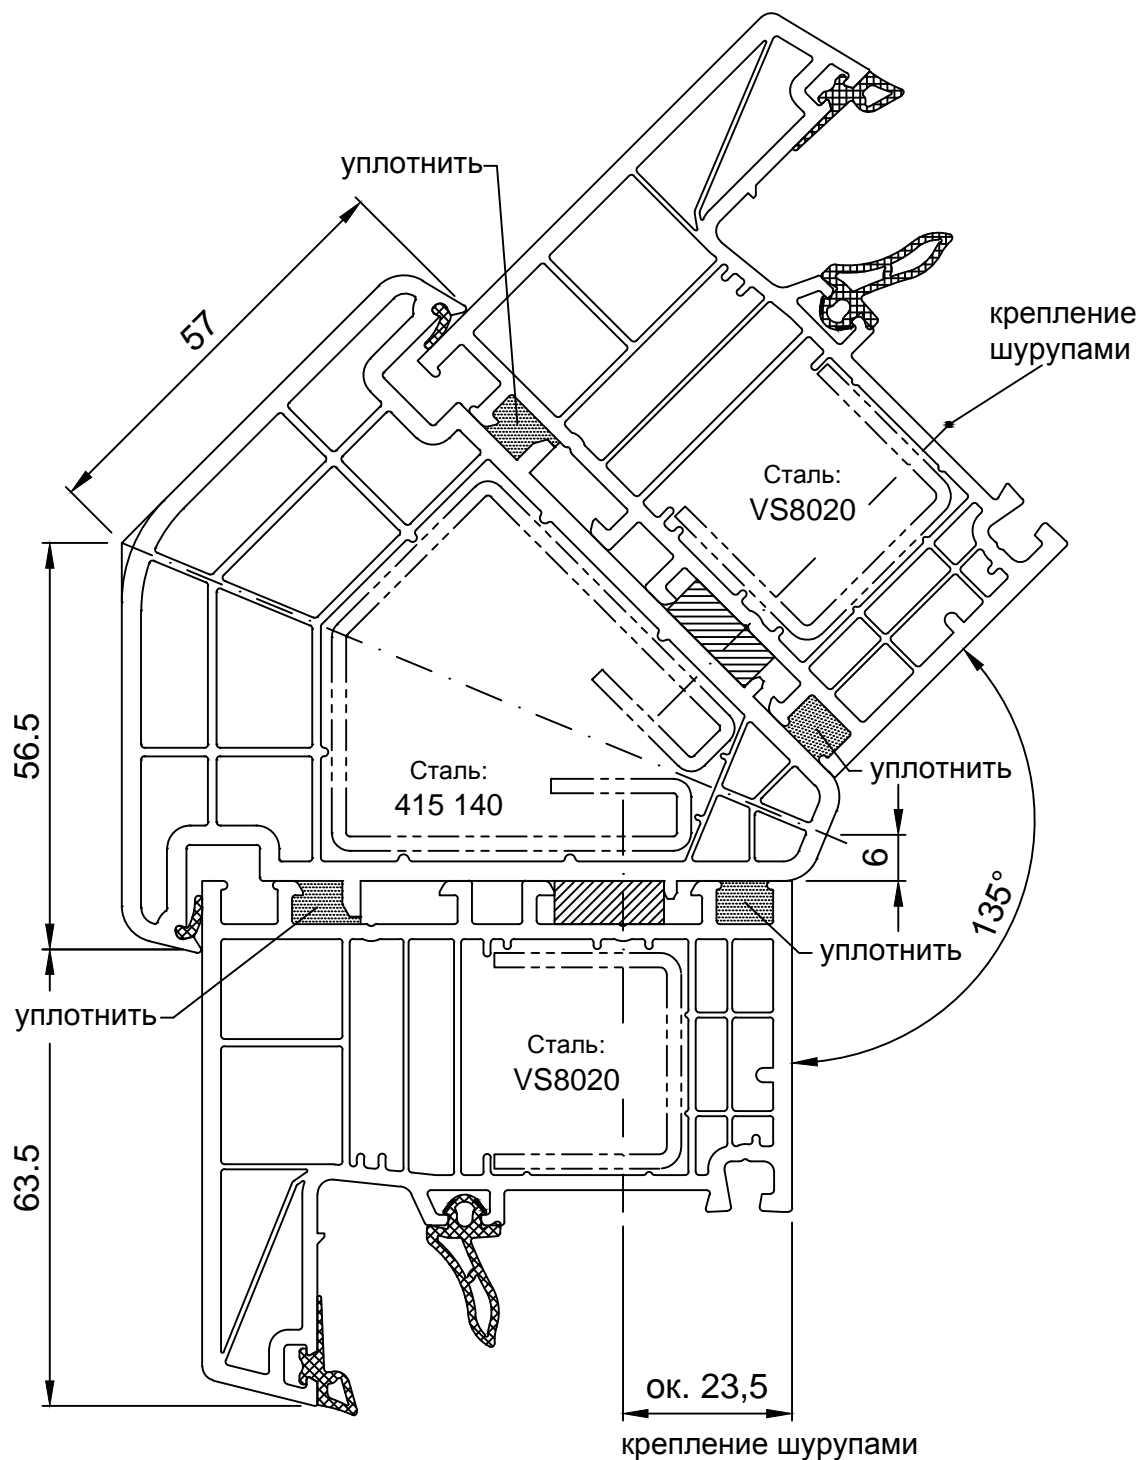 уплотнить
57
крепление
шурупами
Сталь:
VS8020
56.5
Сталь:
415 140
уплотнить
6
135°
уплотнить
уплотнить
Сталь:
VS8020
63.5
ок. 23,5
крепление шурупами